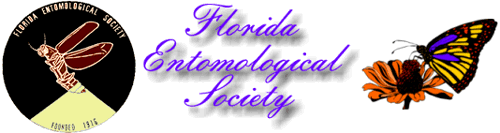 FLORIDA ENTOMOLOGICAL SOCIETY
FOUNDED 1916
Florida
Entomological
Society